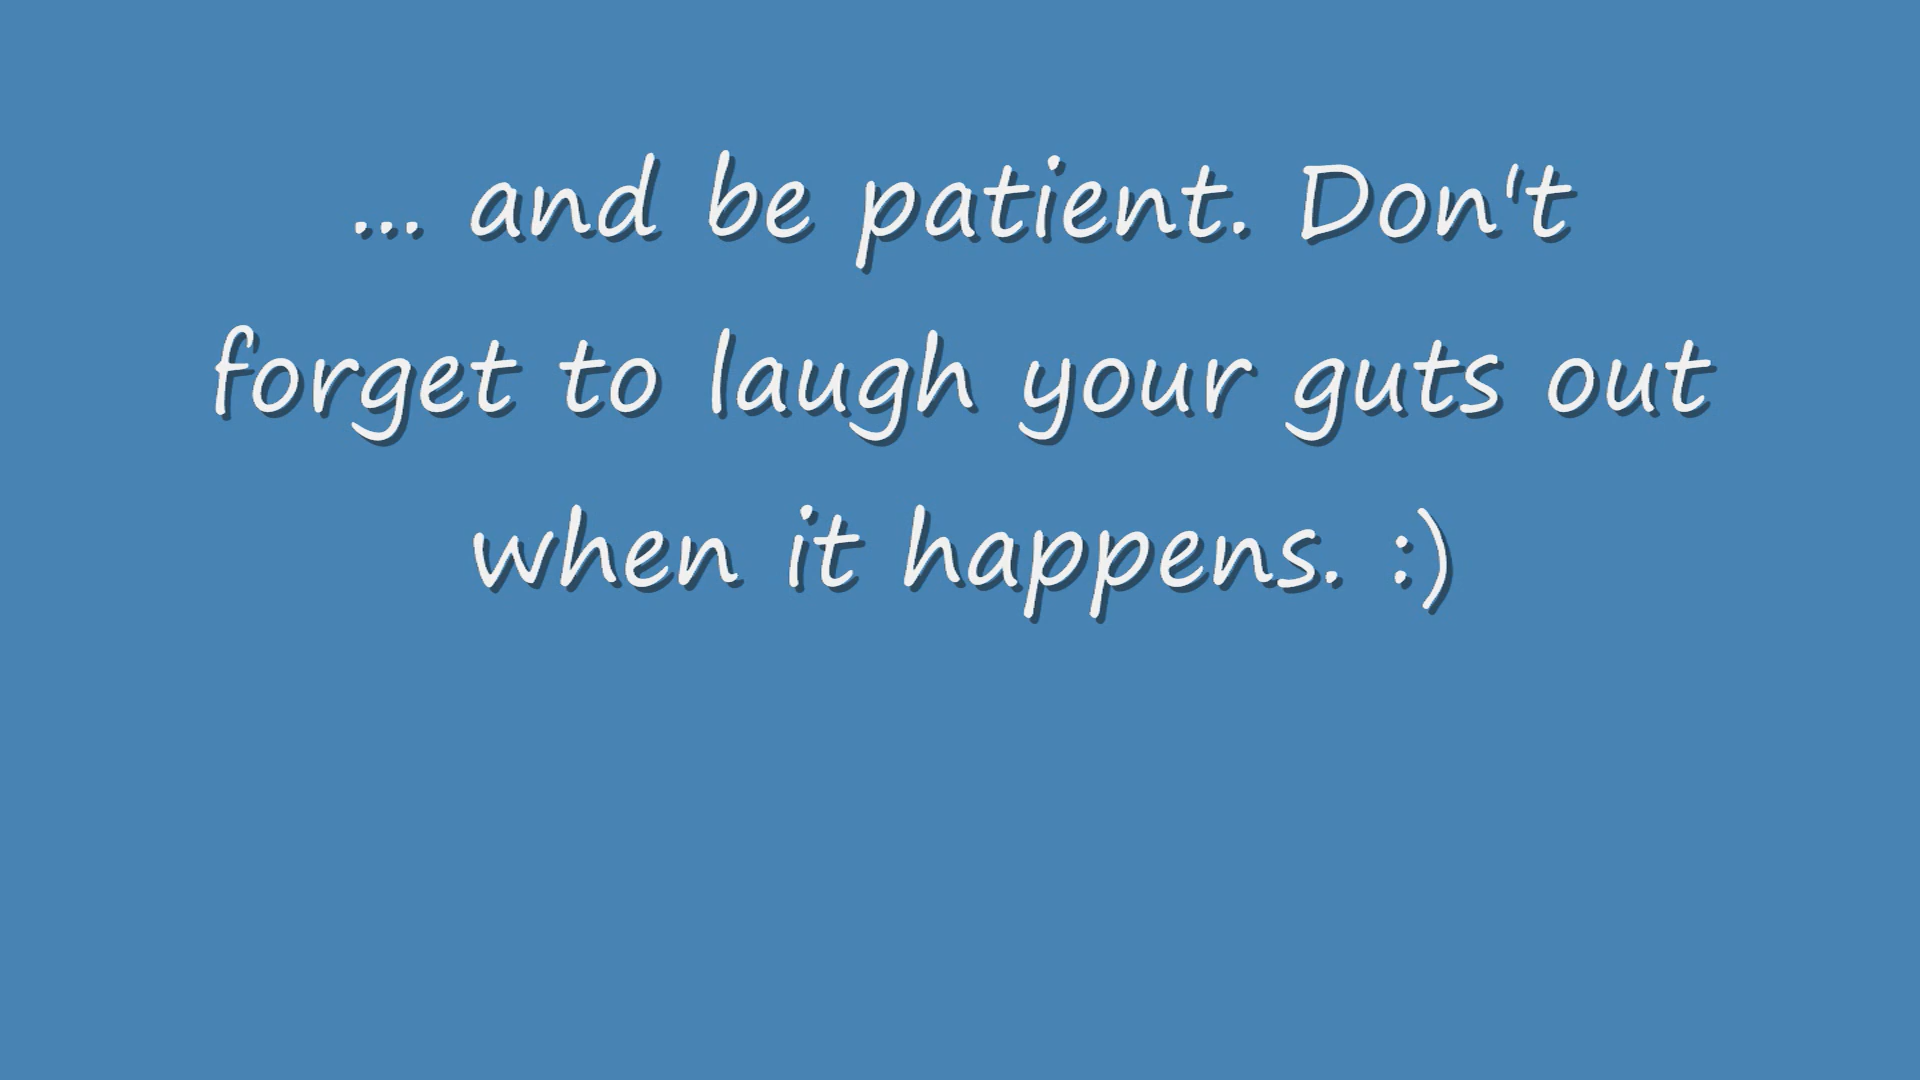 ... and be patient. Don't
forget to laugh your guts out
when it happens. :)